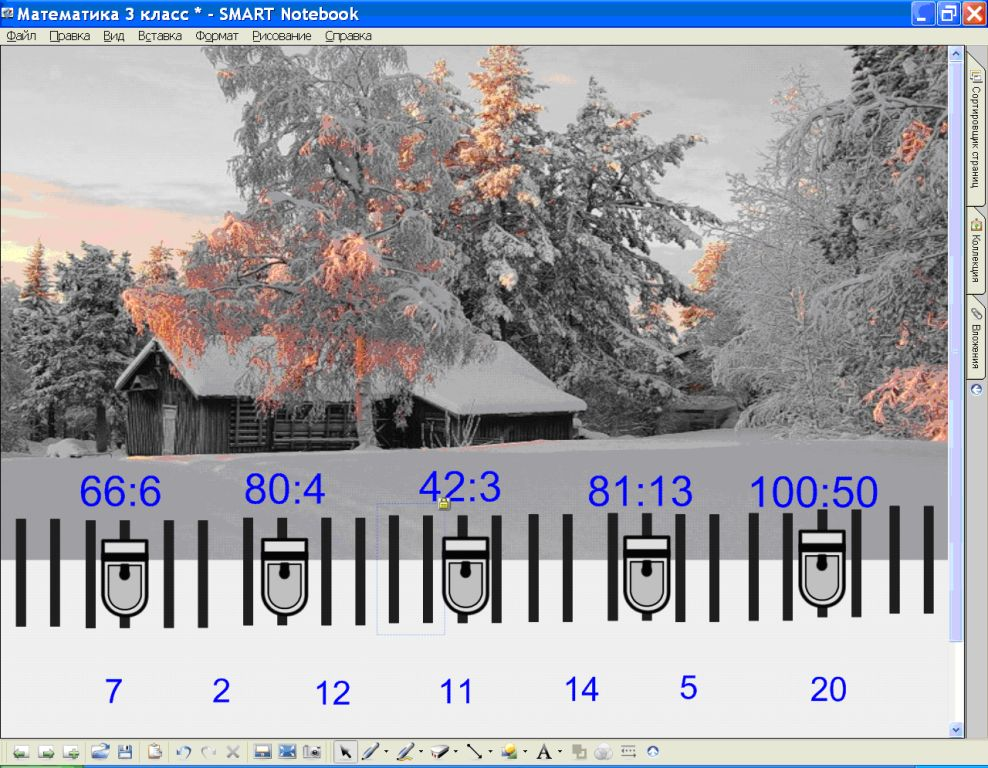 Математика 3 класс * - SMART Notebook
Файл Правка Вид Вставка Формат Рисование Справка
Сортировщик страниц
Коллекция
Вложения
66:6 80:4 42:3 81:13 100:50
7 2 12 11 14 5 20
A